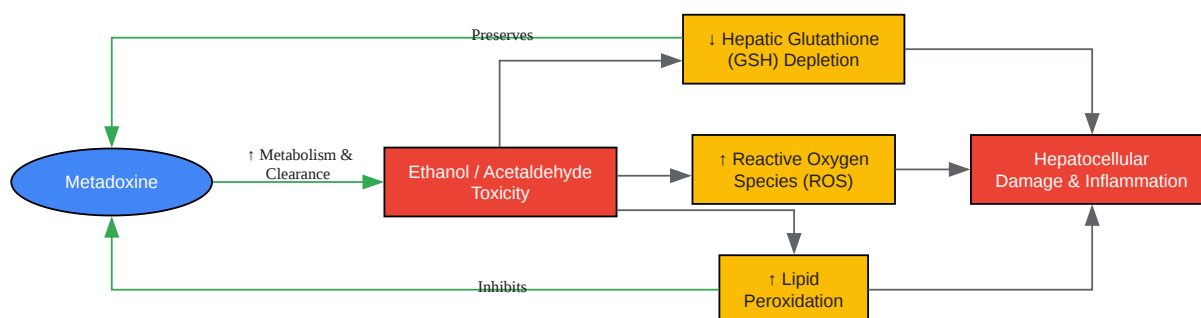 Preserves
↓ Hepatic Glutathione
(GSH) Depletion
↑ Metabolism &
Clearance
Metadoxine
Ethanol / Acetaldehyde
Toxicity
↑ Reactive Oxygen
Species (ROS)
Hepatocellular
Damage & Inflammation
Inhibits
↑ Lipid
Peroxidation